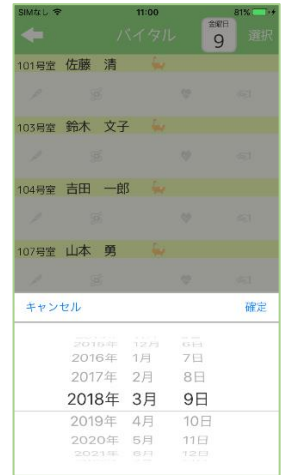 SIMなし 11:00 81%
バイタル 金曜日 9 選択
101号室 佐藤 清
103号室 鈴木 文子
104号室 吉田 一郎
107号室 山本 勇
キャンセル 確定
2016年 1月 7日
2017年 2月 8日
2018年 3月 9日
2019年 4月 10日
2020年 5月 11日